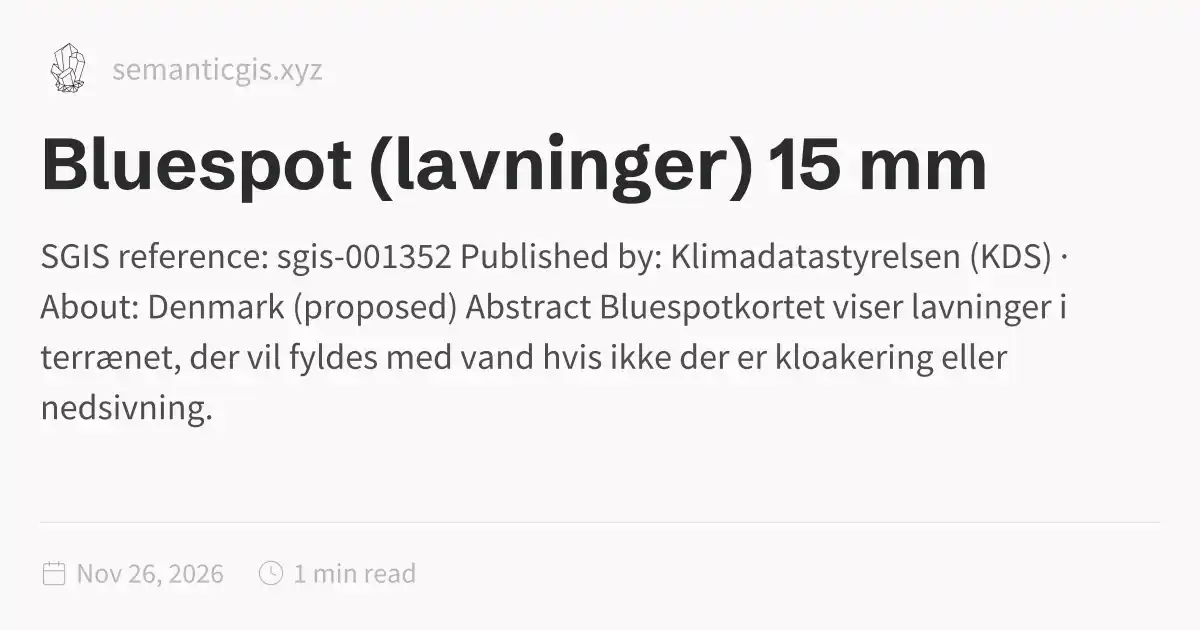 semanticgis.xyz
Bluespot (lavninger) 15 mm
SGIS reference: sgis-001352 Published by: Klimadatastyrelsen (KDS) ·
About: Denmark (proposed) Abstract Bluespotkortet viser lavninger i
terrænet, der vil fyldes med vand hvis ikke der er kloakering eller
nedsivning.
Nov 26, 2026 1 min read